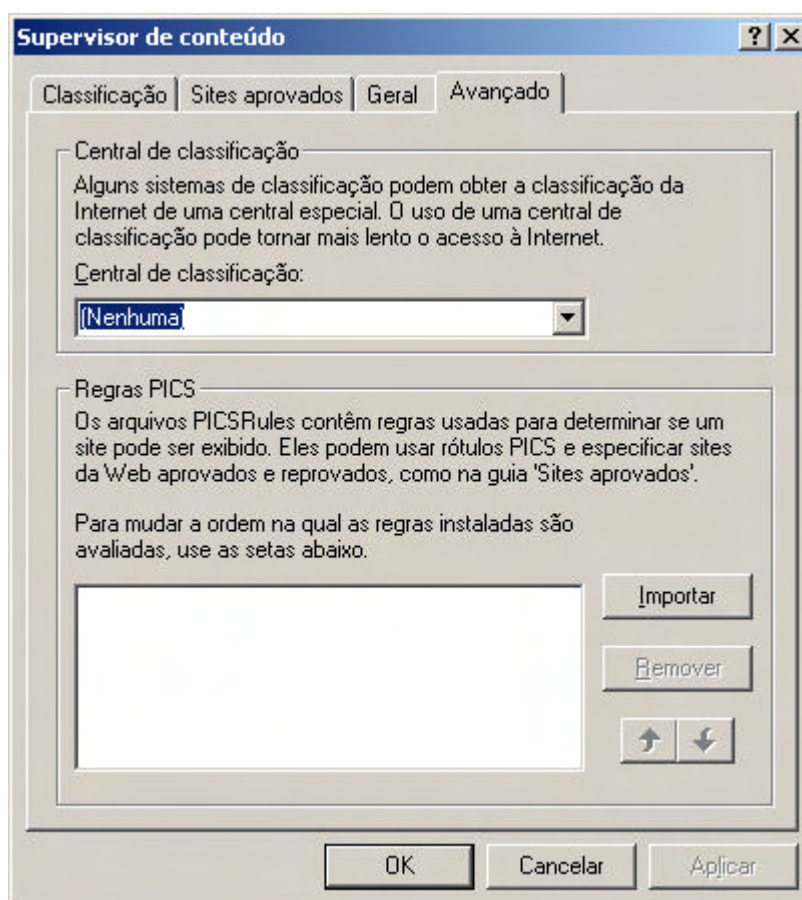 Supervisor de conteúdo
Classificação Sites aprovados Geral Avançado
Central de classificação
Alguns sistemas de classificação podem obter a classificação da
Internet de uma central especial. O uso de uma central de
classificação pode tornar mais lento o acesso à Internet.
Central de classificação:
(Nenhuma)
Regras PICS
Os arquivos PICSRules contêm regras usadas para determinar se um
site pode ser exibido. Eles podem usar rótulos PICS e especificar sites
da Web aprovados e reprovados, como na guia 'Sites aprovados'.
Para mudar a ordem na qual as regras instaladas são
avaliadas, use as setas abaixo.
Importar
Remover
OK Cancelar Aplicar